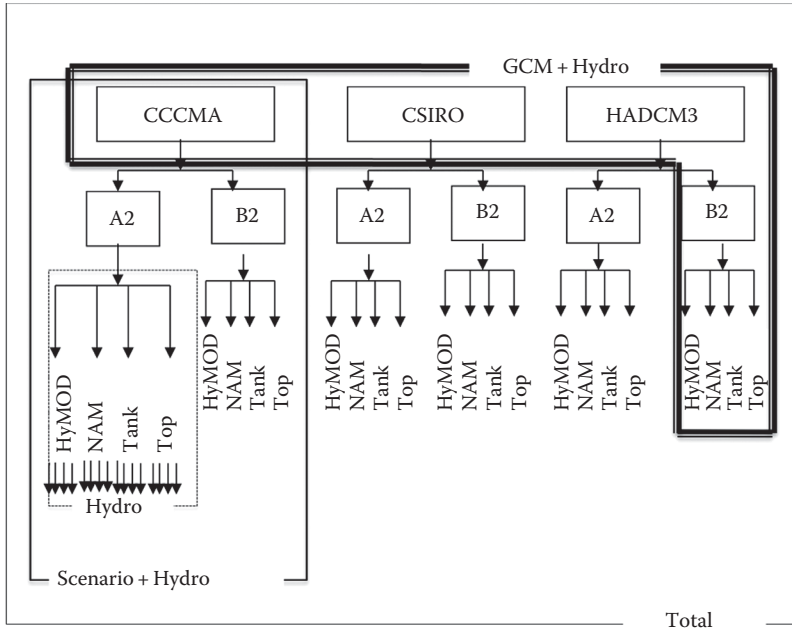 GCM + Hydro
CCCMA
CSIRO
HADCM3
A2
B2
A2
B2
A2
B2
HyMOD
NAM
Tank
Top
HyMOD
NAM
Tank
Top
HyMOD
NAM
Tank
Top
HyMOD
NAM
Tank
Top
HyMOD
NAM
Tank
Top
HyMOD
NAM
Tank
Top
Hydro
Scenario + Hydro
Total